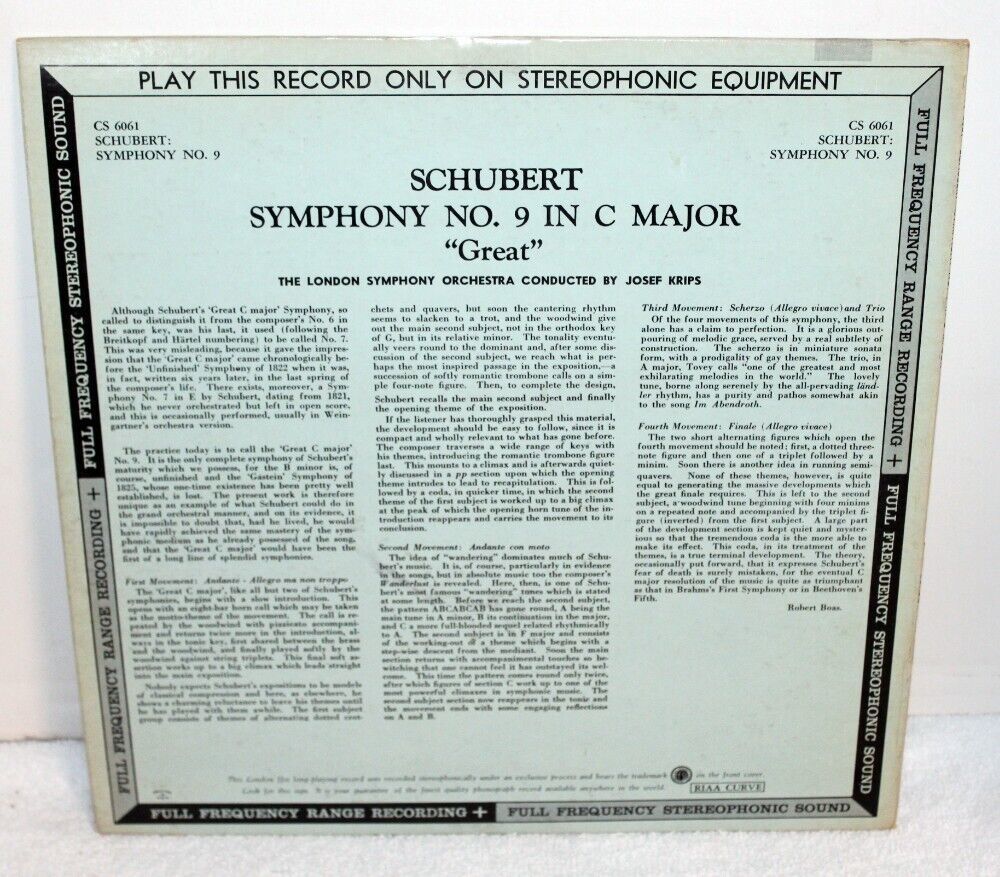 PLAY THIS RECORD ONLY ON STEREOPHONIC EQUIPMENT
CS 6061
SCHUBERT:
SYMPHONY NO. 9
CS 6061
SCHUBERT:
SYMPHONY NO. 9
SCHUBERT
SYMPHONY NO. 9 IN C MAJOR
“Great”
THE LONDON SYMPHONY ORCHESTRA CONDUCTED BY JOSEF KRIPS
Although Schubert's 'Great C major' Symphony, so
called to distinguish it from the composer's No. 6 in
the same key, was his last, it used (following the
Breitkopf and Härtel numbering) to be called No. 7.
This was very misleading, because it gave the impres-
sion that the 'Great C major' came chronologically be-
fore the 'Unfinished' Symphony of 1822 when it was,
in fact, written six years later, in the last spring of
the composer's life. There exists, moreover, a Sym-
phony No. 7 in E by Schubert, dating from 1821,
which he never orchestrated but left in open score,
and this is occasionally performed, usually in Wein-
gartner's orchestra version.
The practice today is to call the 'Great C major'
No. 9. It is the only complete symphony of Schubert's
maturity which we possess, for the B minor is, of
course, unfinished and the 'Gastein' Symphony of
1825, whose one-time existence has been pretty well
established, is lost. The present work is therefore
unique as an example of what Schubert could do in
the grand orchestral manner, and on its evidence, it
is impossible to doubt that, had he lived, he would
have rapidly achieved the same mastery of the sym-
phonic medium as he already possessed of the song,
and that the 'Great C major' would have been the
first of a long line of splendid symphonies.
First Movement: Andante - Allegro ma non troppo
The 'Great C major', like all but two of Schubert's
symphonies, begins with a slow introduction. This
opens with an eight-bar horn call which may be taken
as the motto-theme of the movement. The call is re-
peated by the woodwind with pizzicato accompani-
ment and returns twice more in the introduction, al-
ways in the tonic key, first shared between the brass
and the woodwind, and finally played softly by the
woodwind against string triplets. This final soft as-
sertion works up to a big climax which leads straight
into the main exposition.
Nobody expects Schubert's expositions to be models
of classical compression and here, as elsewhere, he
shows a charming reluctance to leave his themes until
he has played with them awhile. The first subject
group consists of themes of alternating dotted crot-
chets and quavers, but soon the cantering rhythm
seems to slacken to a trot, and the woodwind give
out the main second subject, not in the orthodox key
of G, but in its relative minor. The tonality eventu-
ally veers round to the dominant and, after some dis-
cussion of the second subject, we reach what is per-
haps the most inspired passage in the exposition,—a
succession of softly romantic trombone calls on a sim-
ple four-note figure. Then, to complete the design,
Schubert recalls the main second subject and finally
the opening theme of the exposition.
If the listener has thoroughly grasped this material,
the development should be easy to follow, since it is
compact and wholly relevant to what has gone before.
The composer traverses a wide range of keys with
his themes, introducing the romantic trombone figure
last. This mounts to a climax and is afterwards quiet-
ly discussed in a pp section upon which the opening
theme intrudes to lead to recapitulation. This is fol-
lowed by a coda, in quicker time, in which the second
theme of the first subject is worked up to a big climax
at the peak of which the opening horn tune of the in-
troduction reappears and carries the movement to its
conclusion.
Second Movement: Andante con moto
The idea of "wandering" dominates much of Schu-
bert's music. It is, of course, particularly in evidence
in the songs, but in absolute music too the composer's
Wanderlust is revealed. Here, then, is one of Schu-
bert's most famous "wandering" tunes which is stated
at some length. Before we reach the second subject,
the pattern ABCABCAB has gone round, A being the
main tune in A minor, B its continuation in the major,
and C a more full-blooded sequel related rhythmically
to A. The second subject is in F major and consists
of the working-out of a theme which begins with a
step-wise descent from the mediant. Soon the main
section returns with accompanimental touches so be-
witching that one cannot feel it has outstayed its wel-
come. This time the pattern comes round only twice,
after which figures of section C work up to one of the
most powerful climaxes in symphonic music. The
second subject section now reappears in the tonic and
the movement ends with some engaging reflections
on A and B.
Third Movement: Scherzo (Allegro vivace) and Trio
Of the four movements of this symphony, the third
alone has a claim to perfection. It is a glorious out-
pouring of melodic grace, served by a real subtlety of
construction. The scherzo is in miniature sonata
form, with a prodigality of gay themes. The trio, in
A major, Tovey calls "one of the greatest and most
exhilarating melodies in the world." The lovely
tune, borne along serenely by the all-pervading länd-
ler rhythm, has a purity and pathos somewhat akin
to the song Im Abendroth.
Fourth Movement: Finale (Allegro vivace)
The two short alternating figures which open the
fourth movement should be noted: first, a dotted three-
note figure and then one of a triplet followed by a
minim. Soon there is another idea in running semi-
quavers. None of these themes, however, is quite
equal to generating the massive developments which
the great finale requires. This is left to the second
subject, a woodwind tune beginning with four minims
on a repeated note and accompanied by the triplet fi-
gure (inverted) from the first subject. A large part
of the development section is kept quiet and myster-
ious so that the tremendous coda is the more able to
make its effect. This coda, in its treatment of the
themes, is a true terminal development. The theory,
occasionally put forward, that it expresses Schubert's
fear of death is surely mistaken, for the eventual C
major resolution of the music is quite as triumphant
as that in Brahms's First Symphony or in Beethoven's
Fifth.
Robert Boas.
This London ffss long playing record was recorded stereophonically under an exclusive process and bears the trademark on the front cover.
Look for this sign. It is your guarantee of the finest quality phonograph record available anywhere in the world.
RIAA CURVE
FULL FREQUENCY RANGE RECORDING + FULL FREQUENCY STEREOPHONIC SOUND
FULL FREQUENCY RANGE RECORDING + FULL FREQUENCY STEREOPHONIC SOUND
FULL FREQUENCY RANGE RECORDING + FULL FREQUENCY STEREOPHONIC SOUND